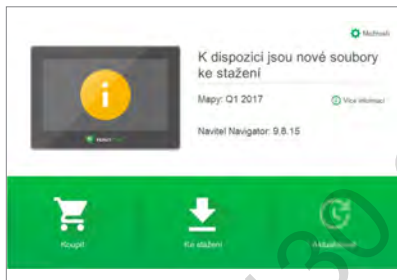 Možnosti
K dispozici jsou nové soubory
ke stažení
Mapy: Q1 2017
Více informací
Navitel Navigator: 9.8.15
Koupit
Ke stažení
Aktualizovat